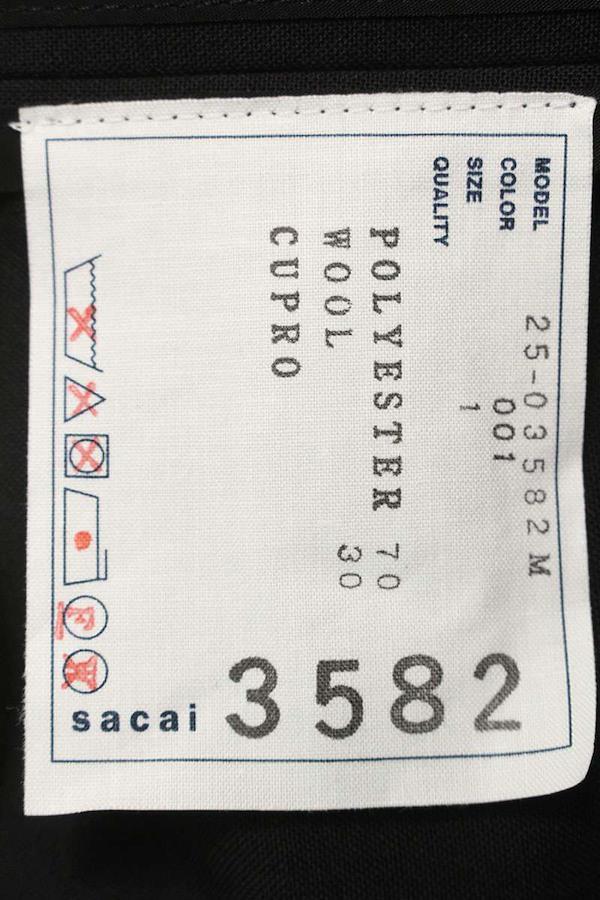 MODEL 25-03582M
COLOR 001
SIZE 1
QUALITY
POLYESTER 70
WOOL 30
CUPRO
3582
sacai